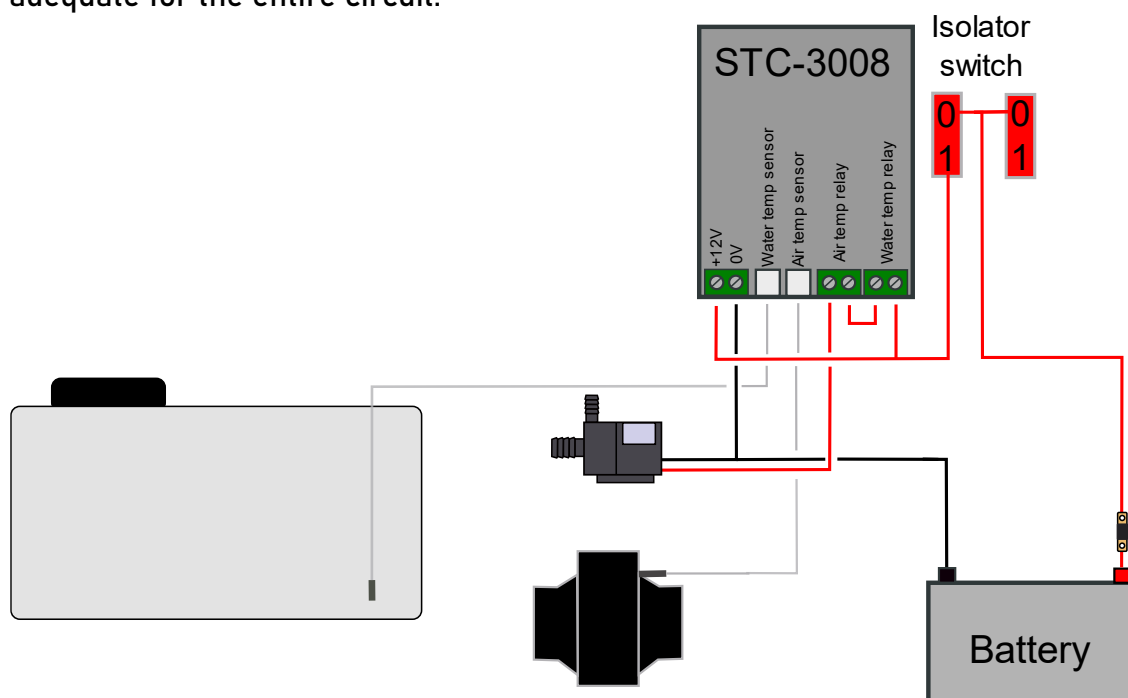 adequate for the entire circuit.
Isolator
switch
STC-3008
0
0
1
1
+12V
0V
Water temp sensor
Air temp sensor
Air temp relay
Water temp relay
Battery